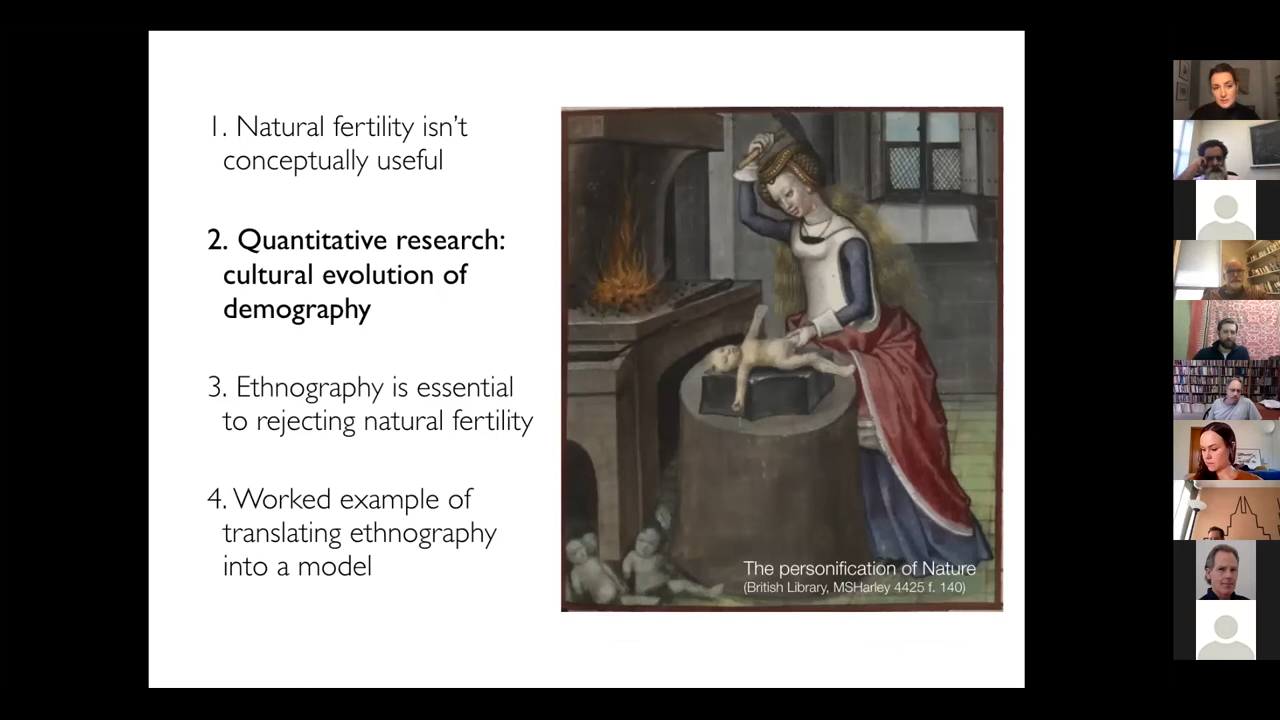 1. Natural fertility isn’t
conceptually useful
2. Quantitative research:
cultural evolution of
demography
3. Ethnography is essential
to rejecting natural fertility
4. Worked example of
translating ethnography
into a model
The personification of Nature
(British Library, MSHarley 4425 f. 140)